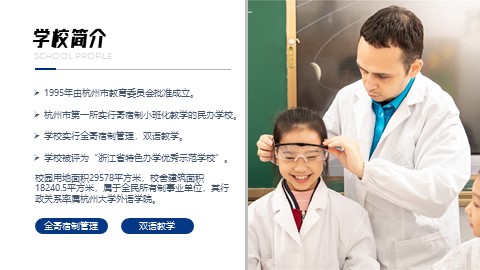 学校简介
SCHOOL PROFILE
➢ 1995年由杭州市教育委员会批准成立。
➢ 杭州市第一所实行寄宿制小班化教学的民办学校。
➢ 学校实行全寄宿制管理，双语教学。
➢ 学校被评为“浙江省特色办学优秀示范学校”。
校园用地面积29578平方米，校舍建筑面积
18240.5平方米，属于全民所有制事业单位，其行
政关系率属杭州大学外语学院。
全寄宿制管理
双语教学